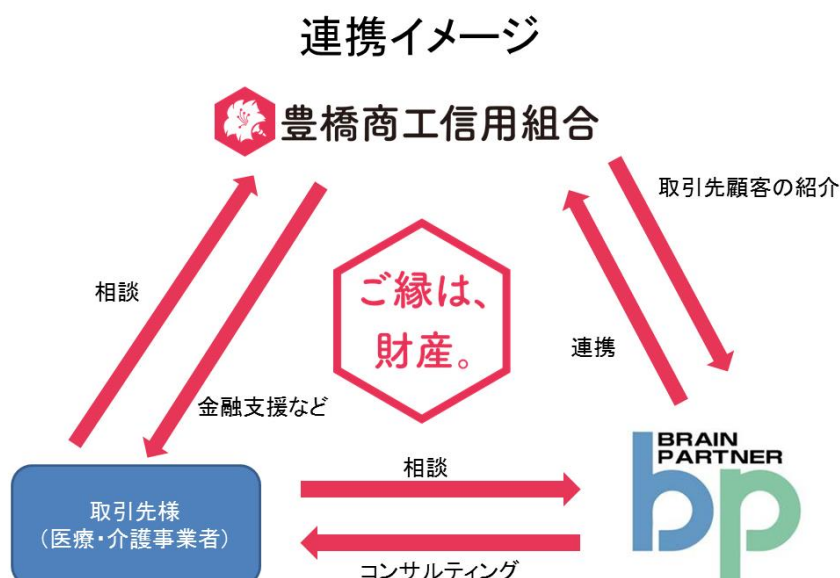 連携イメージ
豊橋商工信用組合
取引先顧客の紹介
相談
ご縁は、
財産。
連携
金融支援など
BRAIN
PARTNER
bp
相談
取引先様
（医療・介護事業者）
コンサルティング